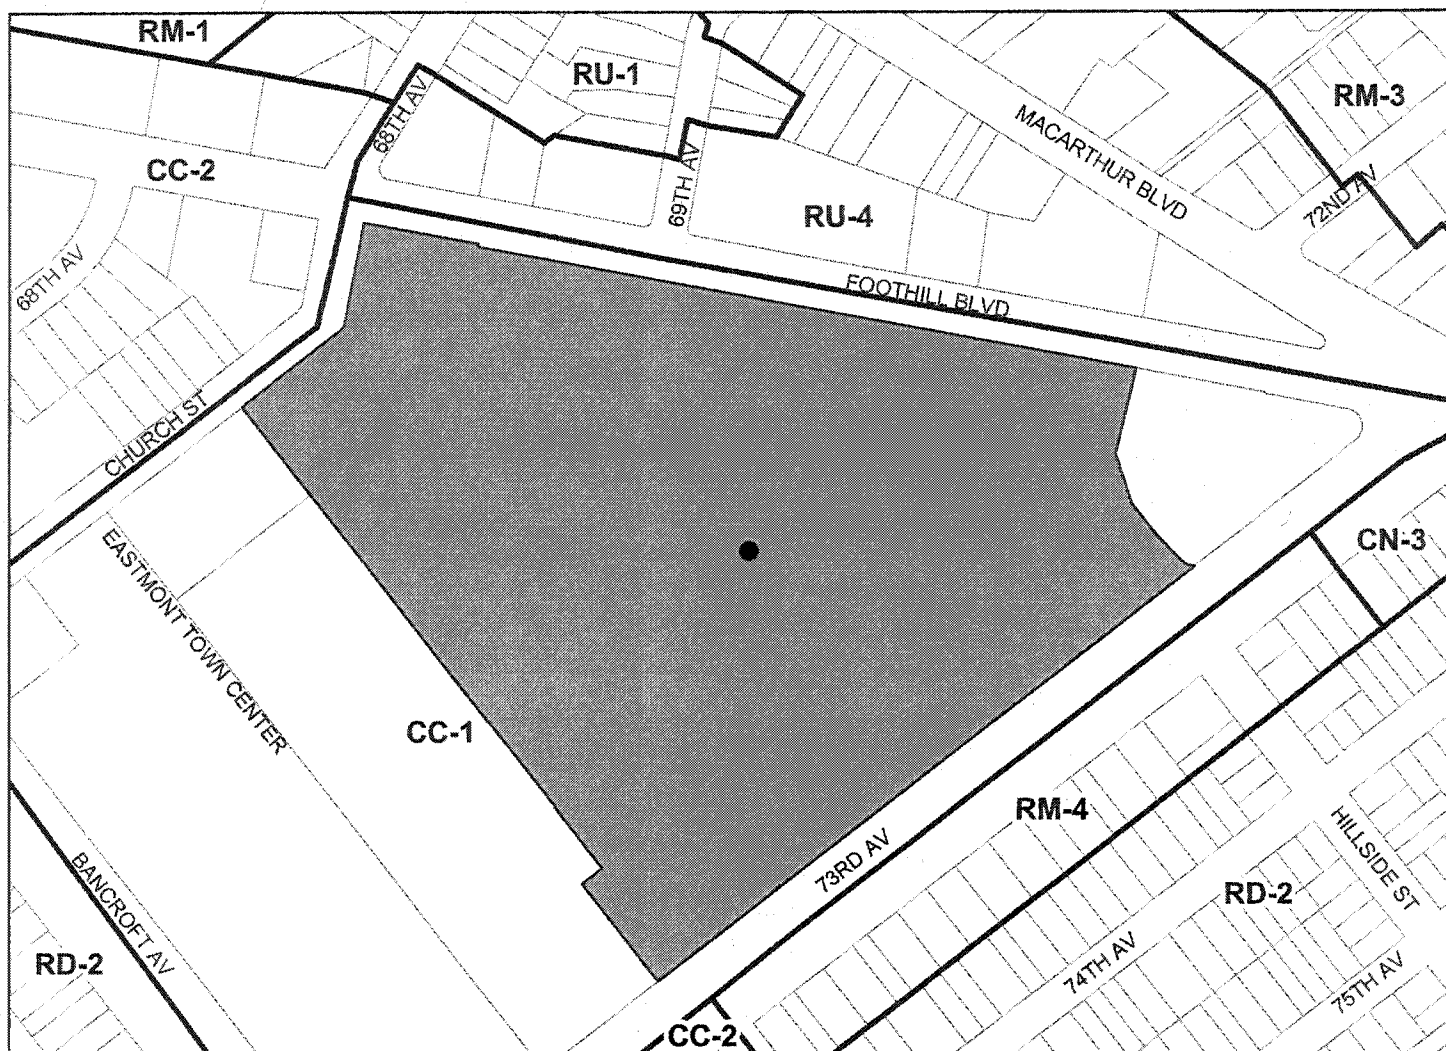 RM-1
RU-1
RM-3
68TH AV
MACARTHUR BLVD
CC-2
69TH AV
72ND AV
RU-4
68TH AV
FOOTHILL BLVD
CHURCH ST
CN-3
EASTMONT TOWN CENTER
CC-1
RM-4
HILLSIDE ST
73RD AV
BANCROFT AV
RD-2
RD-2
74TH AV
75TH AV
CC-2